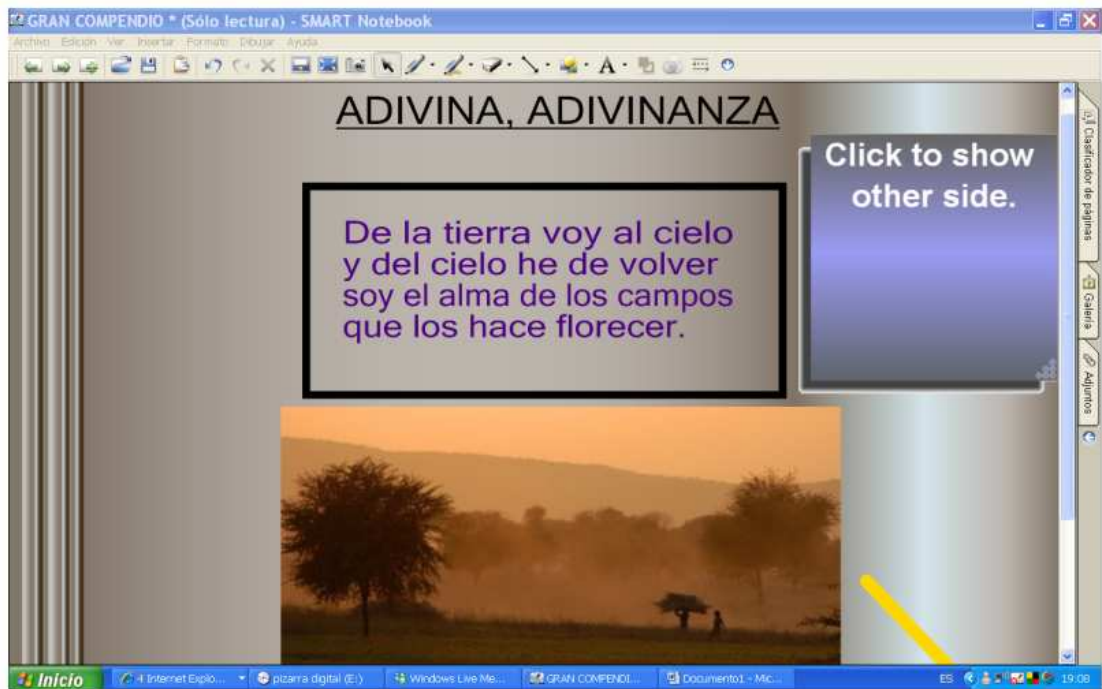 GRAN COMPENDIO * (Sólo lectura) - SMART Notebook
Archivo Edición Ver Insertar Formato Dibujar Ayuda
ADIVINA, ADIVINANZA
Click to show
other side.
De la tierra voy al cielo
y del cielo he de volver
soy el alma de los campos
que los hace florecer.
Clasificador de páginas
Galería
Adjuntos
Inicio
4 Internet Explo...
pizarra digital (E:)
Windows Live Me...
GRAN COMPENDI...
Documento1 - Mic...
ES
19:08